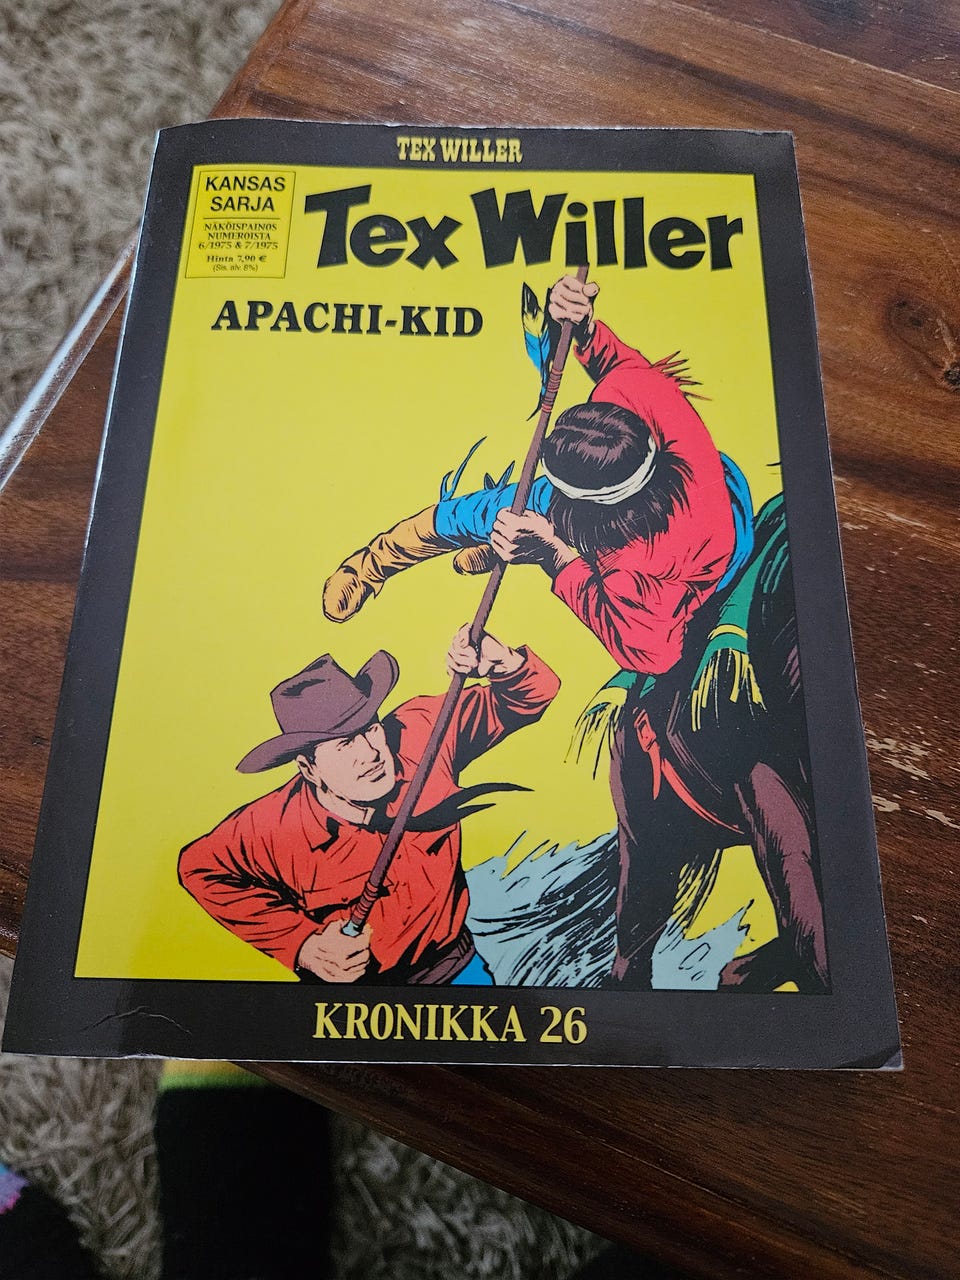 TEX WILLER
KANSAS
SARJA
NÄKÖISPAINOS
NUMEROISTA
6/1975 & 7/1975
Hinta 7,90 €
(Sis. alv. 8%)
Tex Willer
APACHI-KID
KRONIKKA 26